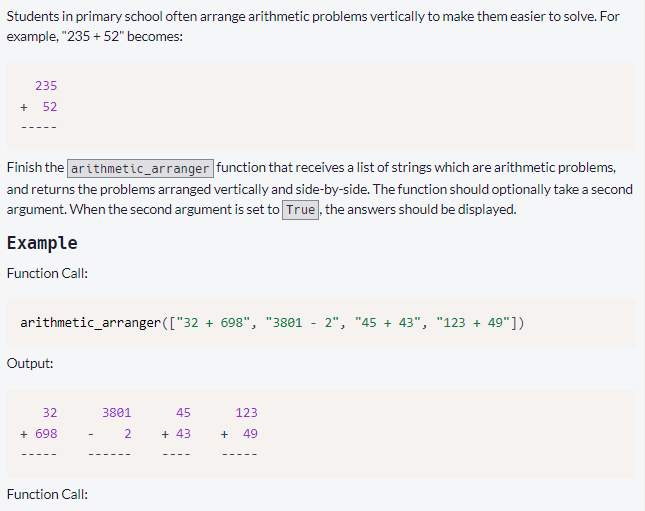 Students in primary school often arrange arithmetic problems vertically to make them easier to solve. For
example, "235 + 52" becomes:
  235
+  52
-----
Finish the arithmetic_arranger function that receives a list of strings which are arithmetic problems,
and returns the problems arranged vertically and side-by-side. The function should optionally take a second
argument. When the second argument is set to True, the answers should be displayed.
Example
Function Call:
arithmetic_arranger(["32 + 698", "3801 - 2", "45 + 43", "123 + 49"])
Output:
   32      3801      45      123
+ 698    -    2    + 43    +  49
-----    ------    ----    -----
Function Call: